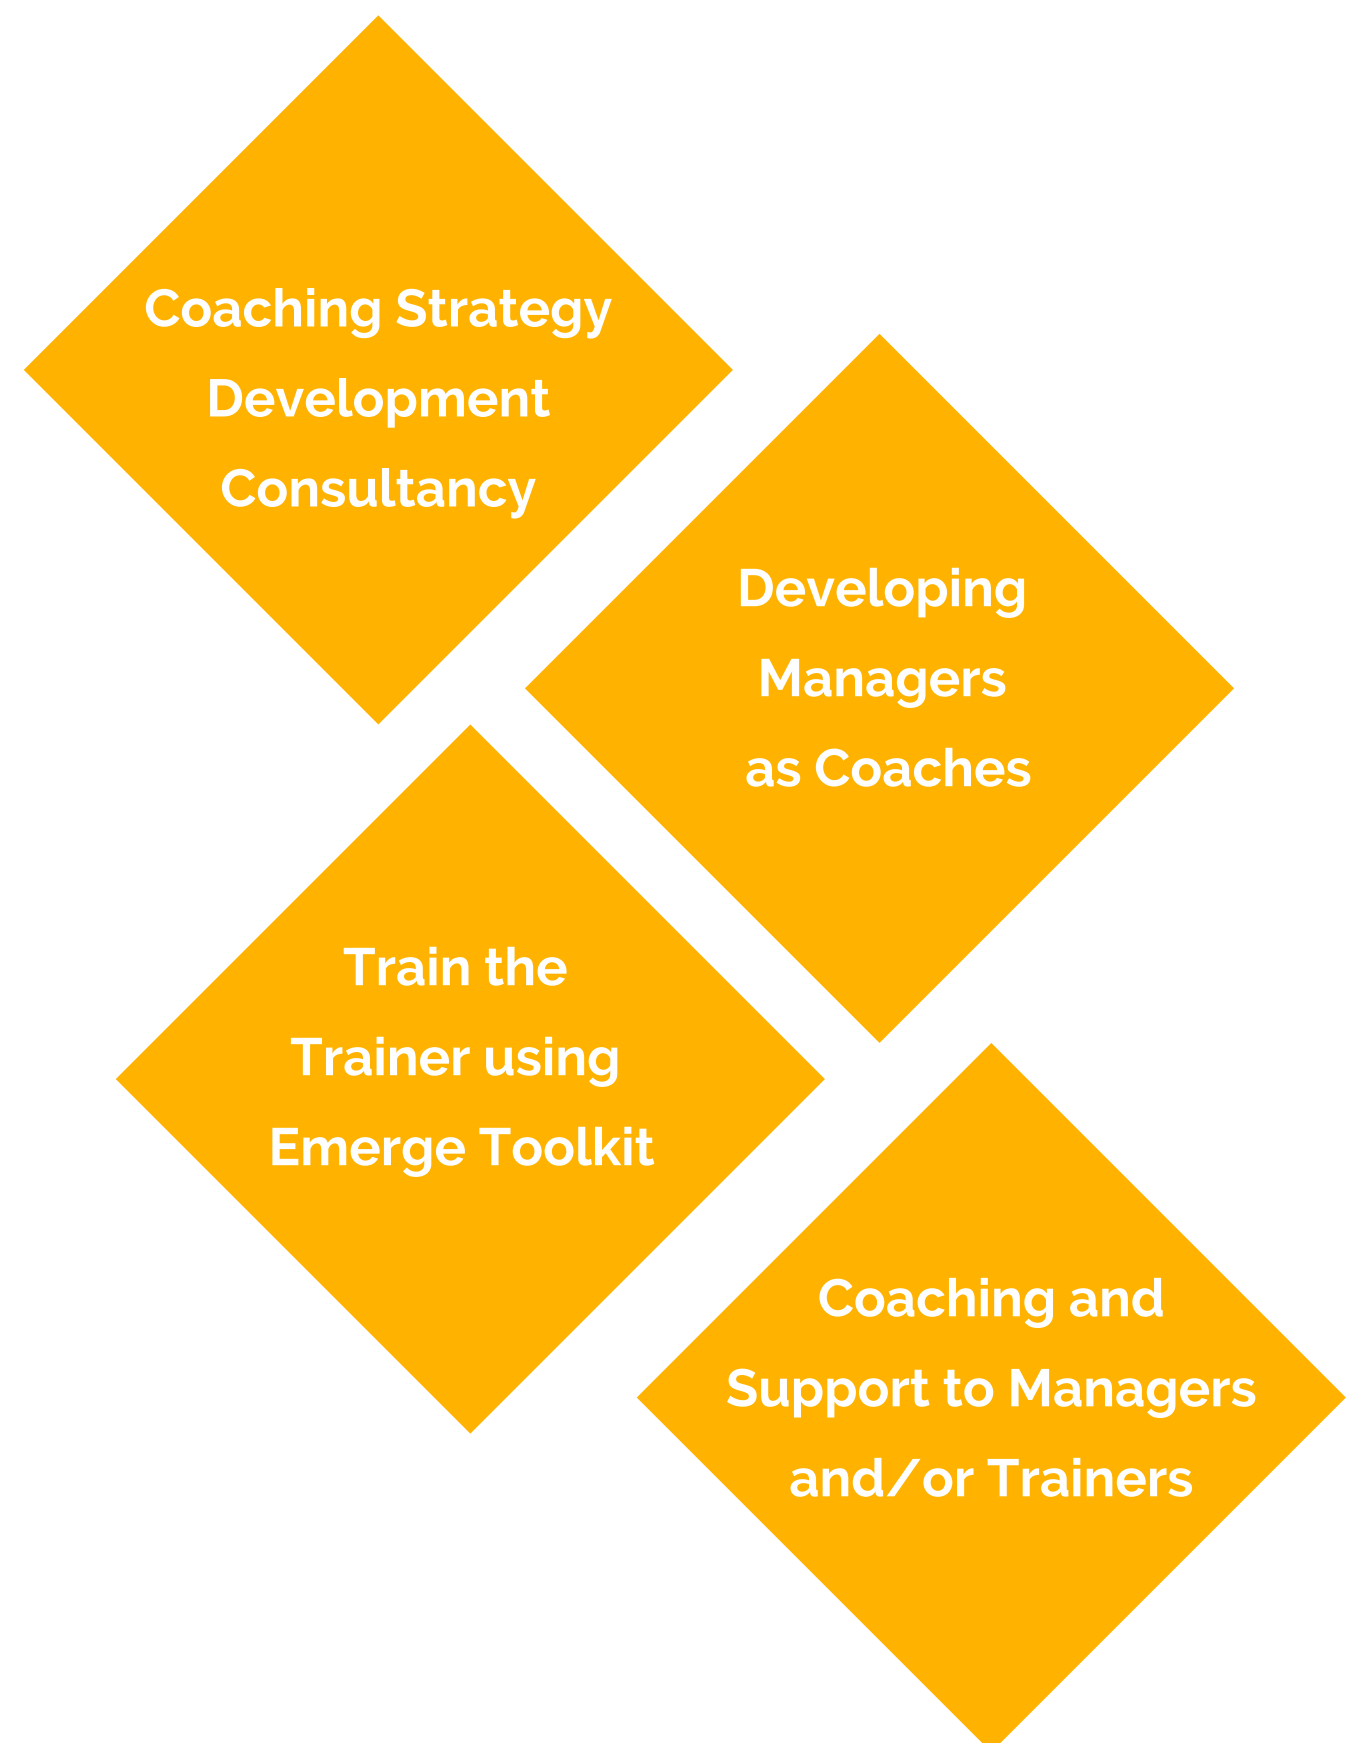 Coaching Strategy
Development
Consultancy
Developing
Managers
as Coaches
Train the
Trainer using
Emerge Toolkit
Coaching and
Support to Managers
and/or Trainers